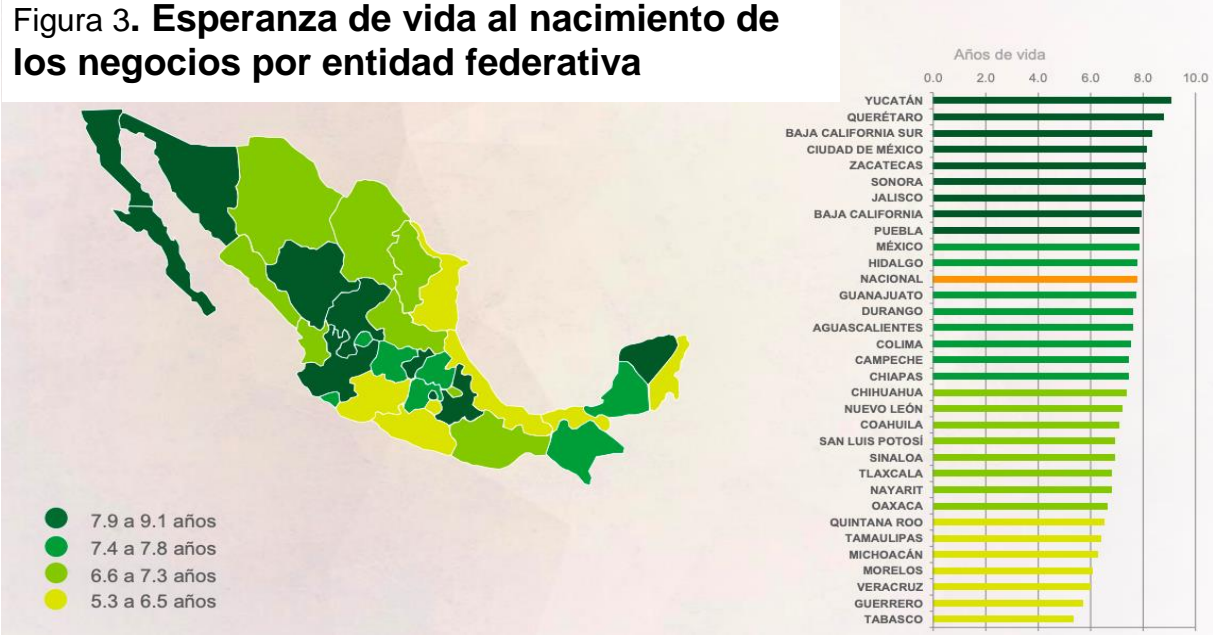 Figura 3. Esperanza de vida al nacimiento de
los negocios por entidad federativa
Años de vida
0.0 2.0 4.0 6.0 8.0 10.0
YUCATÁN
QUERÉTARO
BAJA CALIFORNIA SUR
CIUDAD DE MÉXICO
ZACATECAS
SONORA
JALISCO
BAJA CALIFORNIA
PUEBLA
MÉXICO
HIDALGO
NACIONAL
GUANAJUATO
DURANGO
AGUASCALIENTES
COLIMA
CAMPECHE
CHIAPAS
CHIHUAHUA
NUEVO LEÓN
COAHUILA
SAN LUIS POTOSÍ
SINALOA
TLAXCALA
NAYARIT
OAXACA
QUINTANA ROO
TAMAULIPAS
MICHOACÁN
MORELOS
VERACRUZ
GUERRERO
TABASCO
7.9 a 9.1 años
7.4 a 7.8 años
6.6 a 7.3 años
5.3 a 6.5 años